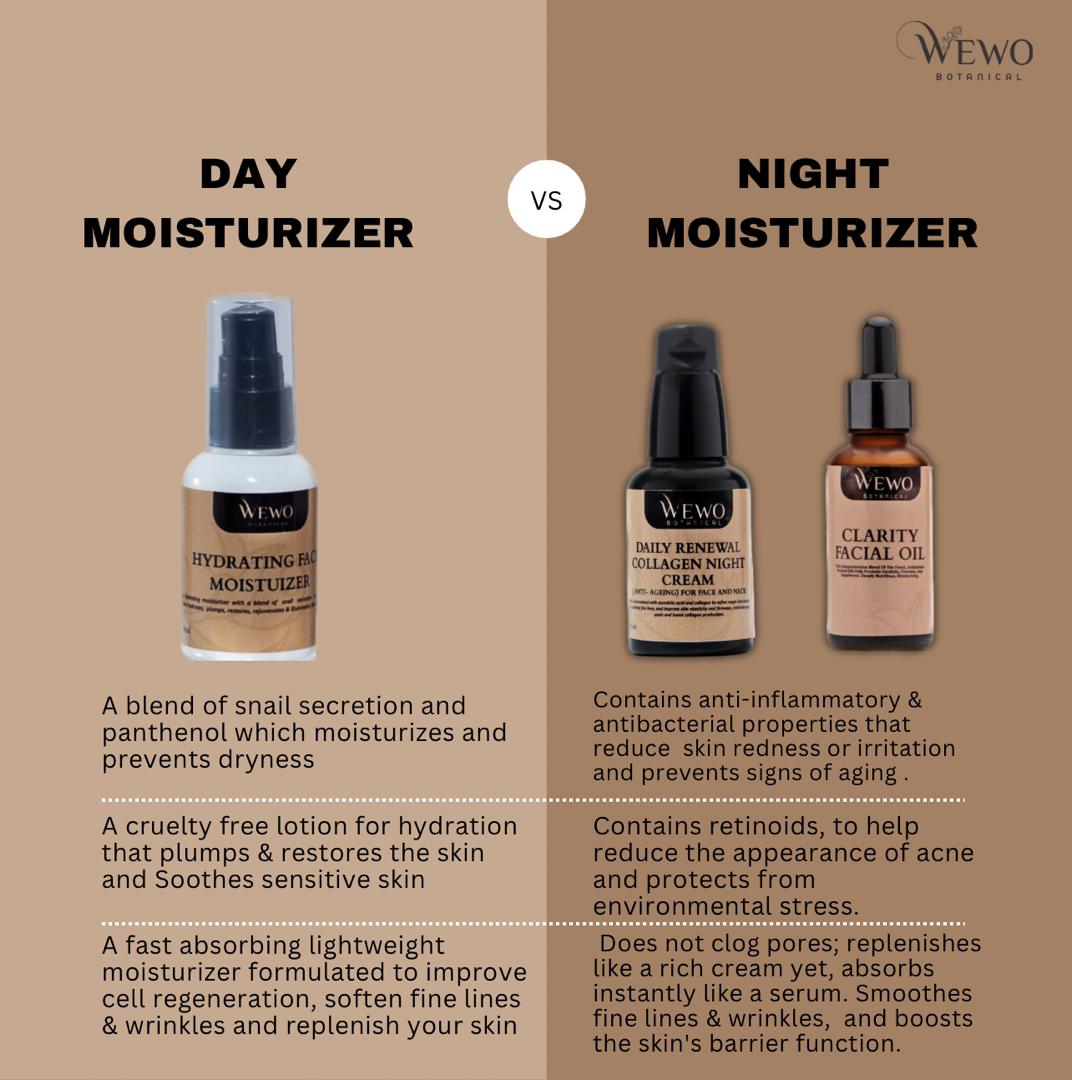 WEWO
BOTANICAL
DAY
MOISTURIZER
VS
NIGHT
MOISTURIZER
WEWO
HYDRATING FAC
MOISTUIZER
WEWO
BOTANICAL
DAILY RENEWAL
COLLAGEN NIGHT
CREAM
(ANTI- AGEING) FOR FACE AND NECK
WEWO
BOTANICAL
CLARITY
FACIAL OIL
A blend of snail secretion and
panthenol which moisturizes and
prevents dryness
A cruelty free lotion for hydration
that plumps & restores the skin
and Soothes sensitive skin
A fast absorbing lightweight
moisturizer formulated to improve
cell regeneration, soften fine lines
& wrinkles and replenish your skin
Contains anti-inflammatory &
antibacterial properties that
reduce  skin redness or irritation
and prevents signs of aging .
Contains retinoids, to help
reduce the appearance of acne
and protects from
environmental stress.
Does not clog pores; replenishes
like a rich cream yet, absorbs
instantly like a serum. Smoothes
fine lines & wrinkles,  and boosts
the skin's barrier function.